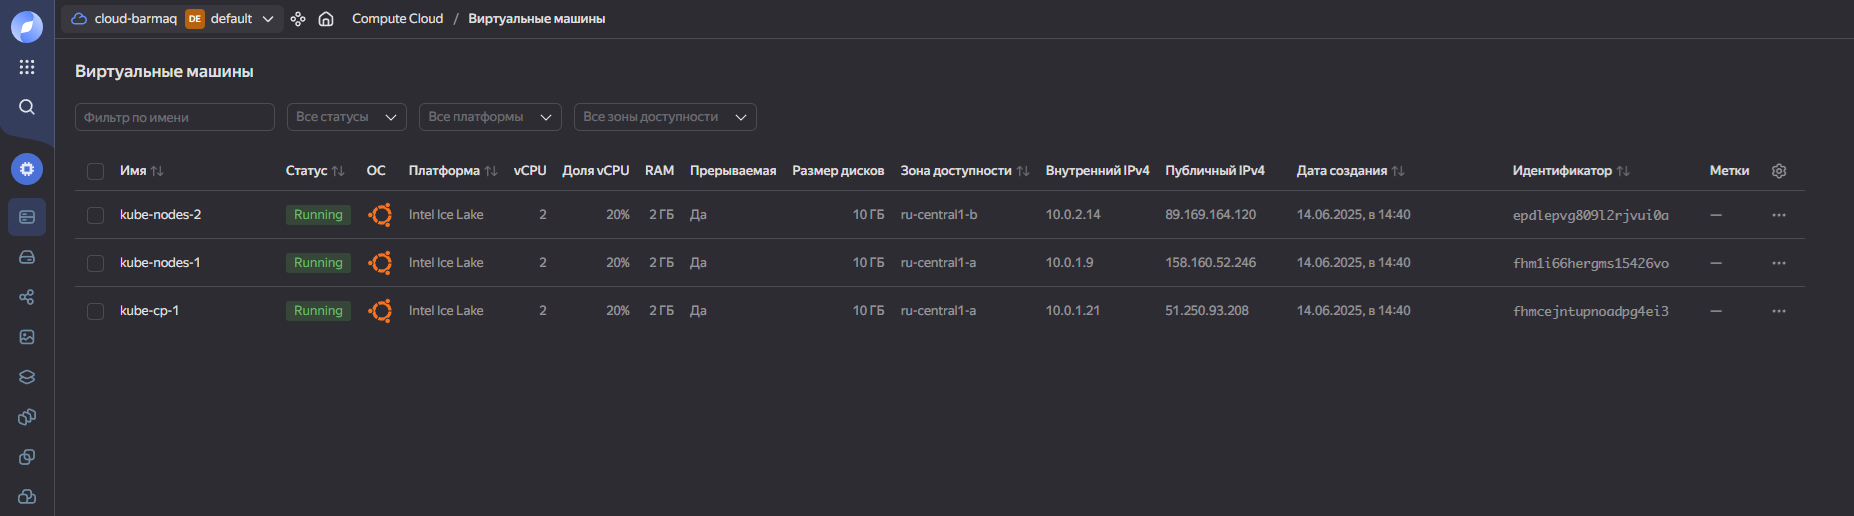 cloud-barmaq DE default Compute Cloud / Виртуальные машины
Виртуальные машины
Фильтр по имени Все статусы Все платформы Все зоны доступности
Имя Статус ОС Платформа vCPU Доля vCPU RAM Прерываемая Размер дисков Зона доступности Внутренний IPv4 Публичный IPv4 Дата создания Идентификатор Метки
kube-nodes-2 Running Intel Ice Lake 2 20% 2 ГБ Да 10 ГБ ru-central1-b 10.0.2.14 89.169.164.120 14.06.2025, в 14:40 epdlepvg809l2rjvui0a —
kube-nodes-1 Running Intel Ice Lake 2 20% 2 ГБ Да 10 ГБ ru-central1-a 10.0.1.9 158.160.52.246 14.06.2025, в 14:40 fhm1i66hergms15426vo —
kube-cp-1 Running Intel Ice Lake 2 20% 2 ГБ Да 10 ГБ ru-central1-a 10.0.1.21 51.250.93.208 14.06.2025, в 14:40 fhmcejntupnoadpg4ei3 —